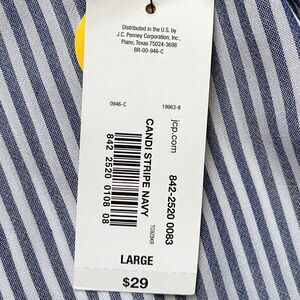 Distributed in the U.S. by
J.C. Penney Corporation, Inc.,
Plano, Texas 75024-3698
BR-00-946-C
0946-C
19963-8
jcp.com
842-2520 0083
CANDI STRIPE NAVY
842 2520 0108 08
LARGE
$29